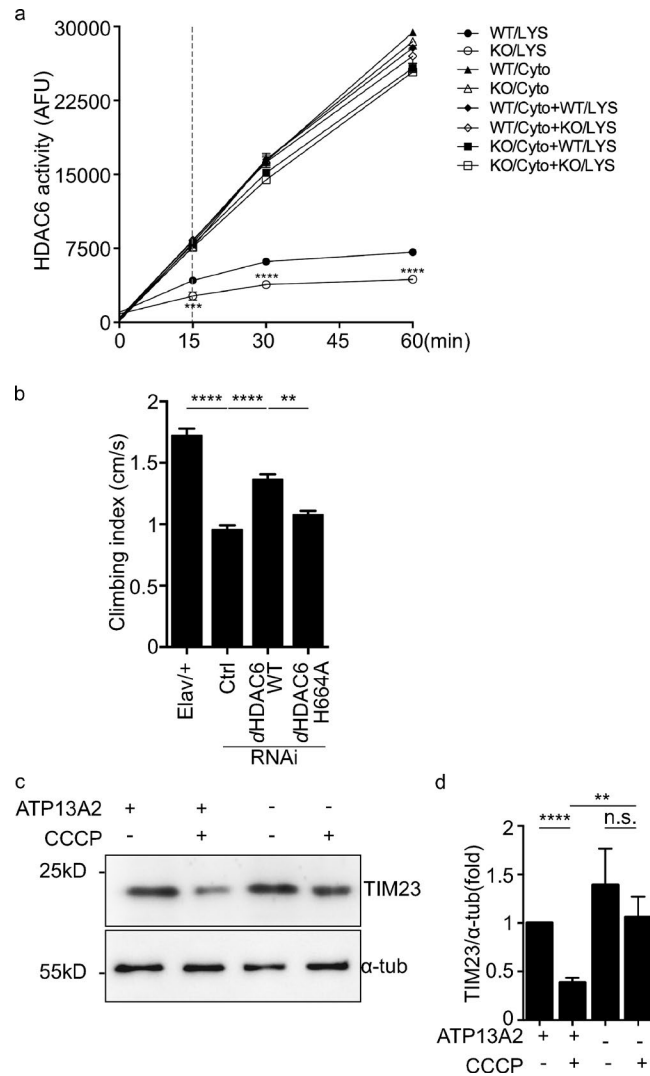 a
30000
22500
15000
7500
0
HDAC6 activity (AFU)
0 15 30 45 60(min)
***
****
****
WT/LYS
KO/LYS
WT/Cyto
KO/Cyto
WT/Cyto+WT/LYS
WT/Cyto+KO/LYS
KO/Cyto+WT/LYS
KO/Cyto+KO/LYS
b
**** **** **
2
1.5
1
0.5
0
Climbing index (cm/s)
Elav/+
Ctrl
dHDAC6
WT
dHDAC6
H664A
RNAi
c
ATP13A2 + + - -
CCCP - + - +
25kD
TIM23
55kD
α-tub
d
**
**** n.s.
2
1.5
1
0.5
0
TIM23/α-tub(fold)
ATP13A2 + + - -
CCCP - + - +